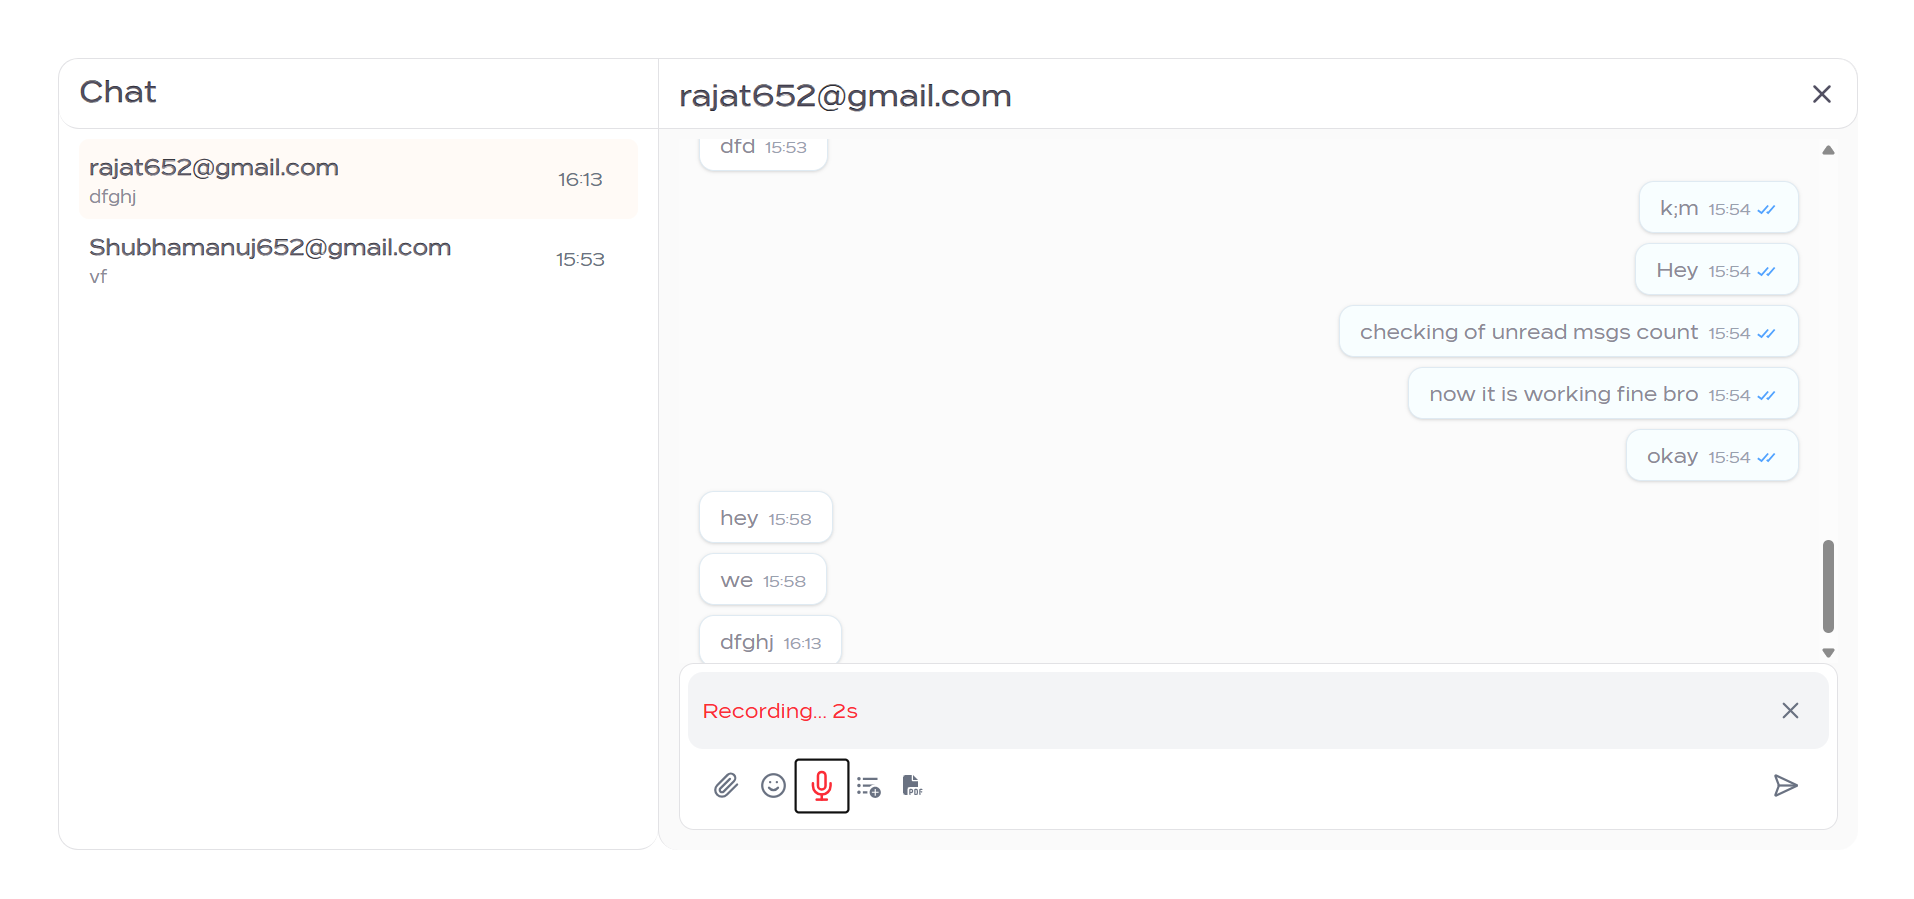 Chat
rajat652@gmail.com
dfghj
16:13
Shubhamanuj652@gmail.com
vf
15:53
rajat652@gmail.com
dfd 15:53
k;m 15:54
Hey 15:54
checking of unread msgs count 15:54
now it is working fine bro 15:54
okay 15:54
hey 15:58
we 15:58
dfghj 16:13
Recording... 2s
PDF